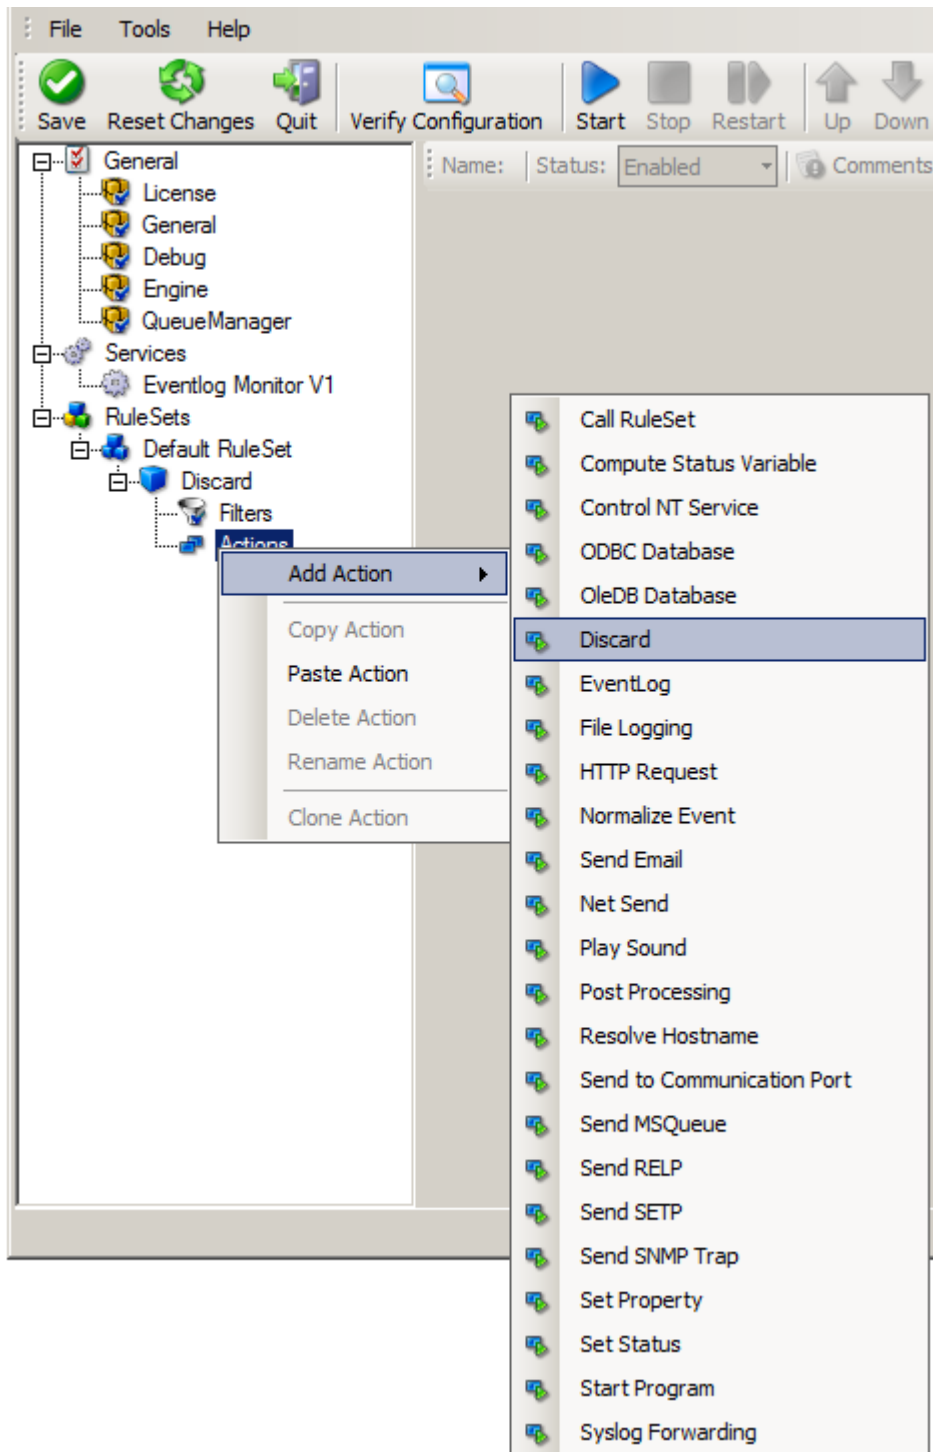 File Tools Help
Save Reset Changes Quit Verify Configuration Start Stop Restart Up Down
Name: Status: Enabled Comments
General
License
General
Debug
Engine
QueueManager
Services
Eventlog Monitor V1
RuleSets
Default RuleSet
Discard
Filters
Actions
Add Action
Copy Action
Paste Action
Delete Action
Rename Action
Clone Action
Call RuleSet
Compute Status Variable
Control NT Service
ODBC Database
OleDB Database
Discard
EventLog
File Logging
HTTP Request
Normalize Event
Send Email
Net Send
Play Sound
Post Processing
Resolve Hostname
Send to Communication Port
Send MSQueue
Send RELP
Send SETP
Send SNMP Trap
Set Property
Set Status
Start Program
Syslog Forwarding